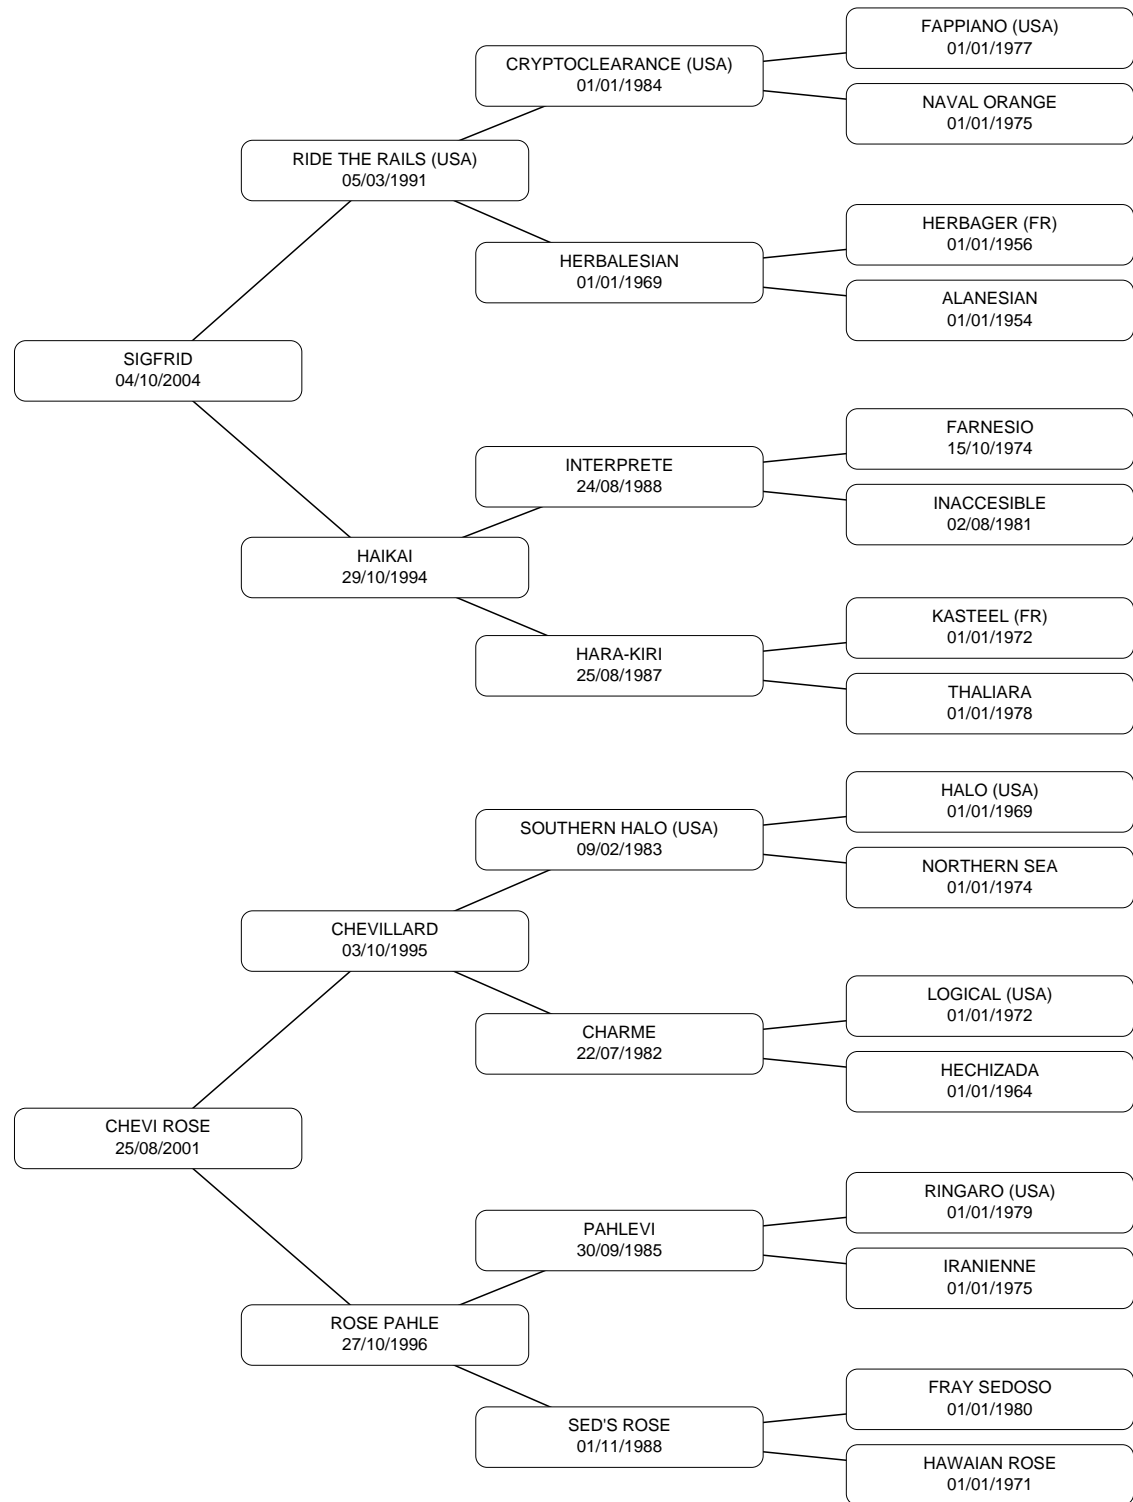 FAPPIANO (USA)
01/01/1977
CRYPTOCLEARANCE (USA)
01/01/1984
NAVAL ORANGE
01/01/1975
RIDE THE RAILS (USA)
05/03/1991
HERBAGER (FR)
01/01/1956
HERBALESIAN
01/01/1969
ALANESIAN
01/01/1954
SIGFRID
04/10/2004
FARNESIO
15/10/1974
INTERPRETE
24/08/1988
INACCESIBLE
02/08/1981
HAIKAI
29/10/1994
KASTEEL (FR)
01/01/1972
HARA-KIRI
25/08/1987
THALIARA
01/01/1978
HALO (USA)
01/01/1969
SOUTHERN HALO (USA)
09/02/1983
NORTHERN SEA
01/01/1974
CHEVILLARD
03/10/1995
LOGICAL (USA)
01/01/1972
CHARME
22/07/1982
HECHIZADA
01/01/1964
CHEVI ROSE
25/08/2001
RINGARO (USA)
01/01/1979
PAHLEVI
30/09/1985
IRANIENNE
01/01/1975
ROSE PAHLE
27/10/1996
FRAY SEDOSO
01/01/1980
SED'S ROSE
01/11/1988
HAWAIAN ROSE
01/01/1971